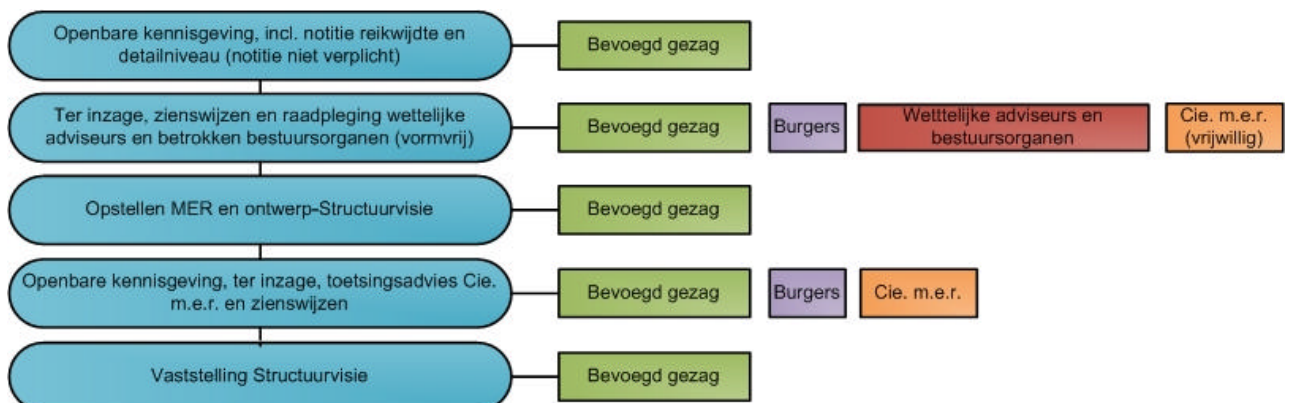 Openbare kennisgeving, incl. notitie reikwijdte en
detailniveau (notitie niet verplicht)
Bevoegd gezag
Ter inzage, zienswijzen en raadpleging wettelijke
adviseurs en betrokken bestuursorganen (vormvrij)
Bevoegd gezag
Burgers
Wetttelijke adviseurs en
bestuursorganen
Cie. m.e.r.
(vrijwillig)
Opstellen MER en ontwerp-Structuurvisie
Bevoegd gezag
Openbare kennisgeving, ter inzage, toetsingsadvies Cie.
m.e.r. en zienswijzen
Bevoegd gezag
Burgers
Cie. m.e.r.
Vaststelling Structuurvisie
Bevoegd gezag